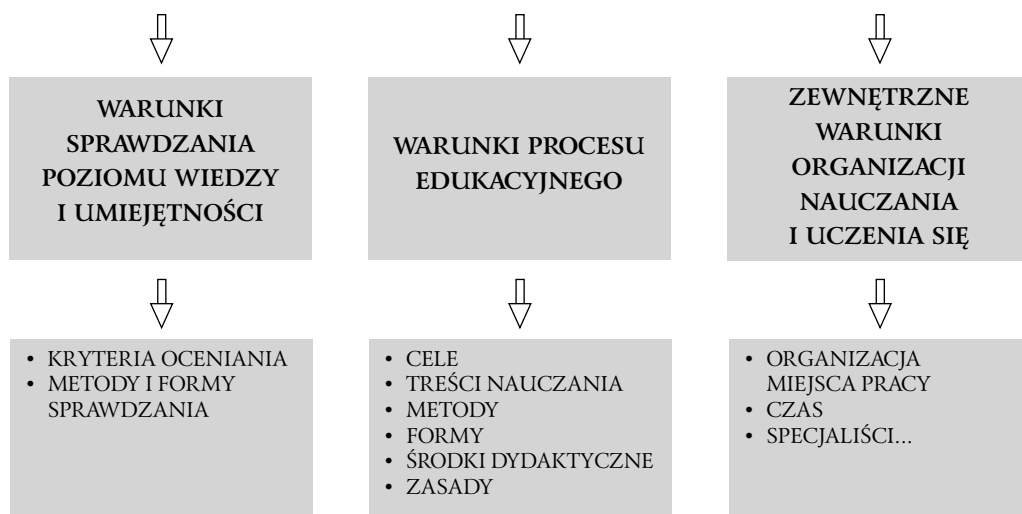 WARUNKI
SPRAWDZANIA
POZIOMU WIEDZY
I UMIEJĘTNOŚCI
WARUNKI PROCESU
EDUKACYJNEGO
ZEWNĘTRZNE
WARUNKI
ORGANIZACJI
NAUCZANIA
I UCZENIA SIĘ
• KRYTERIA OCENIANIA
• METODY I FORMY
SPRAWDZANIA
• CELE
• TREŚCI NAUCZANIA
• METODY
• FORMY
• ŚRODKI DYDAKTYCZNE
• ZASADY
• ORGANIZACJA
MIEJSCA PRACY
• CZAS
• SPECJALIŚCI...